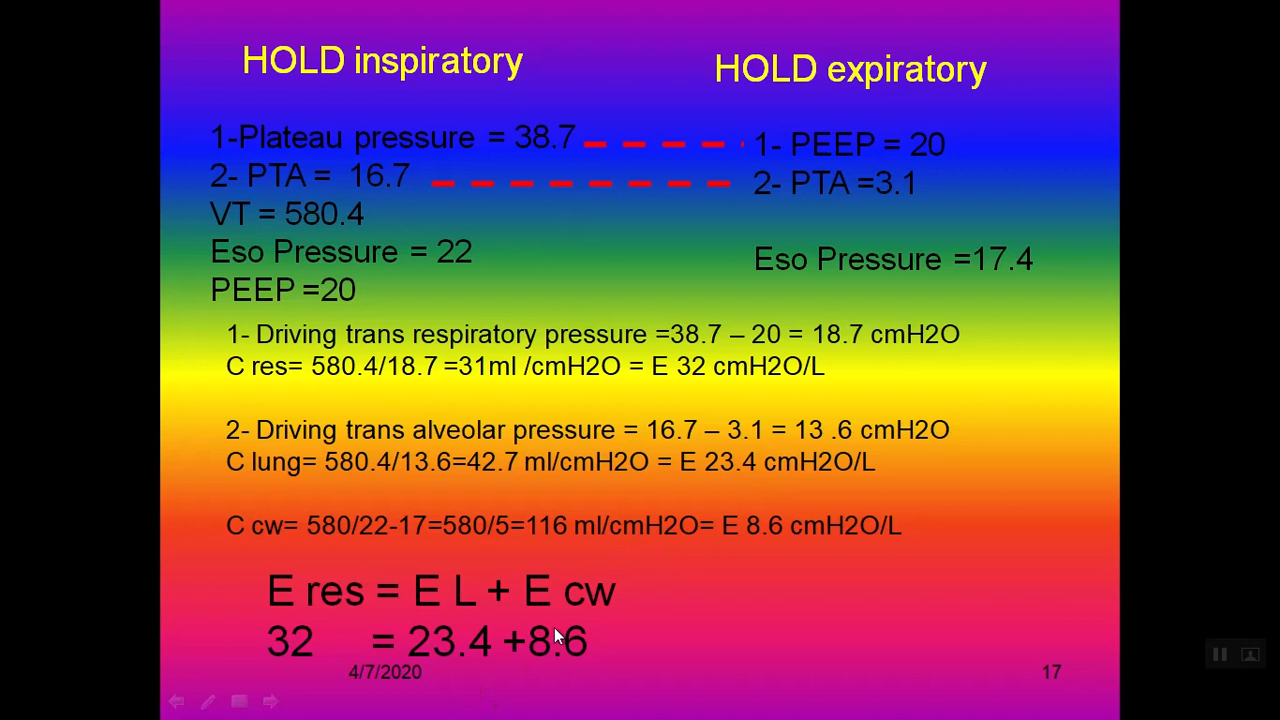 HOLD inspiratory
HOLD expiratory
1-Plateau pressure = 38.7
2- PTA = 16.7
VT = 580.4
Eso Pressure = 22
PEEP =20
1- PEEP = 20
2- PTA =3.1
Eso Pressure =17.4
1- Driving trans respiratory pressure =38.7 – 20 = 18.7 cmH2O
C res= 580.4/18.7 =31ml /cmH2O = E 32 cmH2O/L
2- Driving trans alveolar pressure = 16.7 – 3.1 = 13 .6 cmH2O
C lung= 580.4/13.6=42.7 ml/cmH2O = E 23.4 cmH2O/L
C cw= 580/22-17=580/5=116 ml/cmH2O= E 8.6 cmH2O/L
E res = E L + E cw
32 = 23.4 +8.6
4/7/2020
17